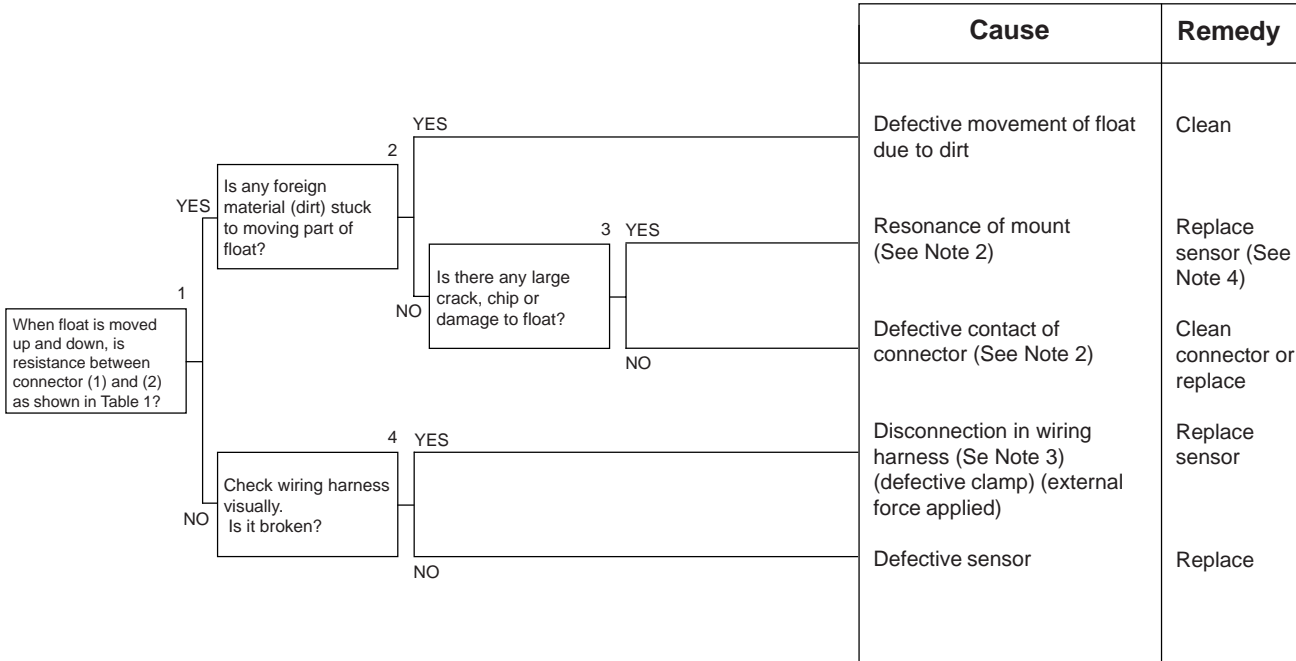 Cause
Remedy
YES
Defective movement of float
due to dirt
Clean
2
Is any foreign
material (dirt) stuck
to moving part of
float?
YES
3
YES
Resonance of mount
(See Note 2)
Replace
sensor (See
Note 4)
Is there any large
crack, chip or
damage to float?
NO
1
When float is moved
up and down, is
resistance between
connector (1) and (2)
as shown in Table 1?
NO
Defective contact of
connector (See Note 2)
Clean
connector or
replace
4
YES
Disconnection in wiring
harness (Se Note 3)
(defective clamp) (external
force applied)
Replace
sensor
Check wiring harness
visually.
Is it broken?
NO
NO
Defective sensor
Replace